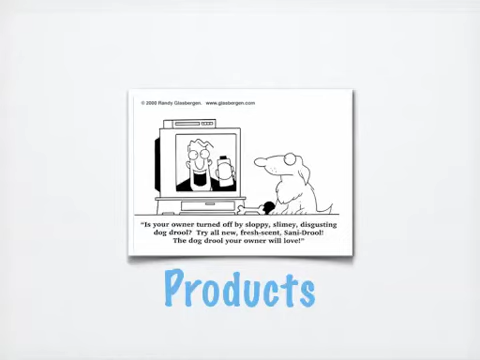 © 2008 Randy Glasbergen. www.glasbergen.com
"Is your owner turned off by sloppy, slimey, disgusting
dog drool? Try all new, fresh-scent, Sani-Drool!
The dog drool your owner will love!"
Products